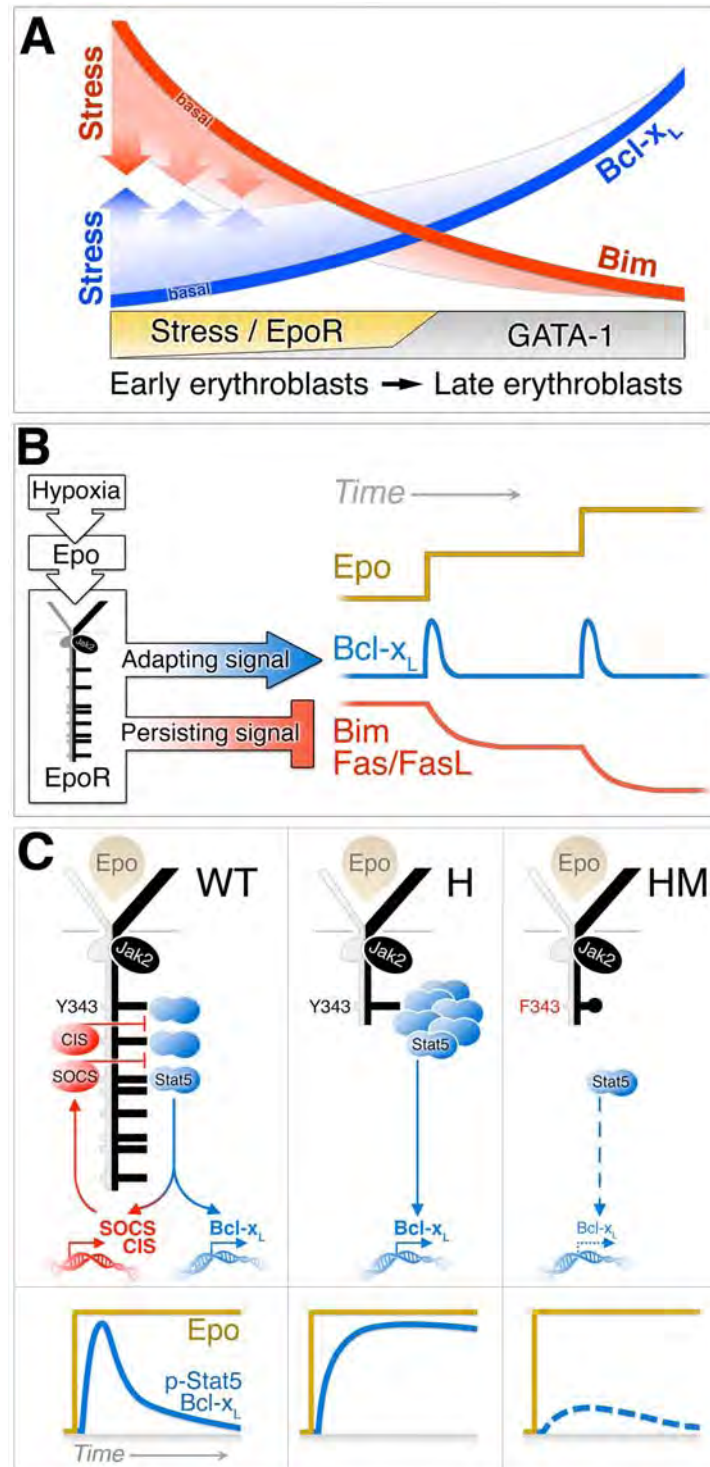 A
Stress
basal
Stress
basal
Bcl-xL
Bim
Stress / EpoR
GATA-1
Early erythroblasts → Late erythroblasts
B
Hypoxia
Epo
Jak2
EpoR
Adapting signal
Persisting signal
Time
Epo
Bcl-xL
Bim
Fas/FasL
C
Epo
WT
Jak2
Y343
CIS
SOCS
Stat5
SOCS
CIS
Bcl-xL
Epo
H
Jak2
Y343
Stat5
Bcl-xL
Epo
HM
Jak2
F343
Stat5
Bcl-xL
Epo
p-Stat5
Bcl-xL
Time